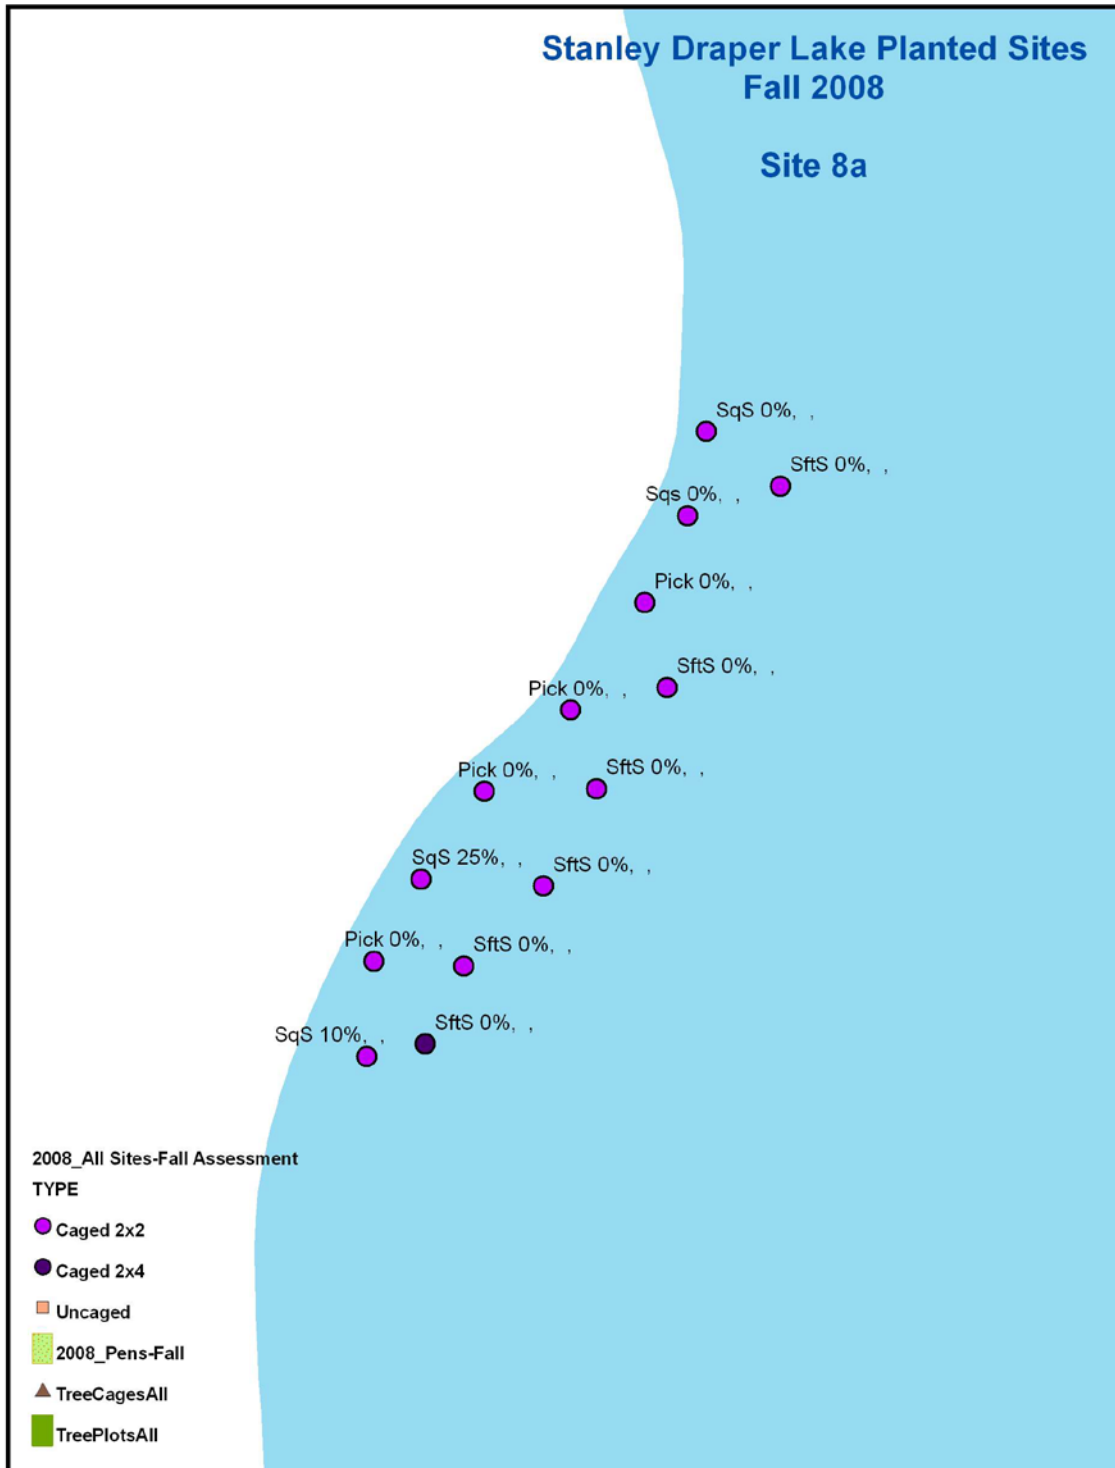 Stanley Draper Lake Planted Sites
Fall 2008
Site 8a
SqS 0%, ,
SftS 0%, ,
Sqs 0%, ,
Pick 0%, ,
SftS 0%, ,
Pick 0%, ,
SftS 0%, ,
Pick 0%, ,
SqS 25%, ,
SftS 0%, ,
Pick 0%, ,
SftS 0%, ,
SftS 0%, ,
SqS 10%, ,
2008_All Sites-Fall Assessment
TYPE
Caged 2x2
Caged 2x4
Uncaged
2008_Pens-Fall
TreeCagesAll
TreePlotsAll